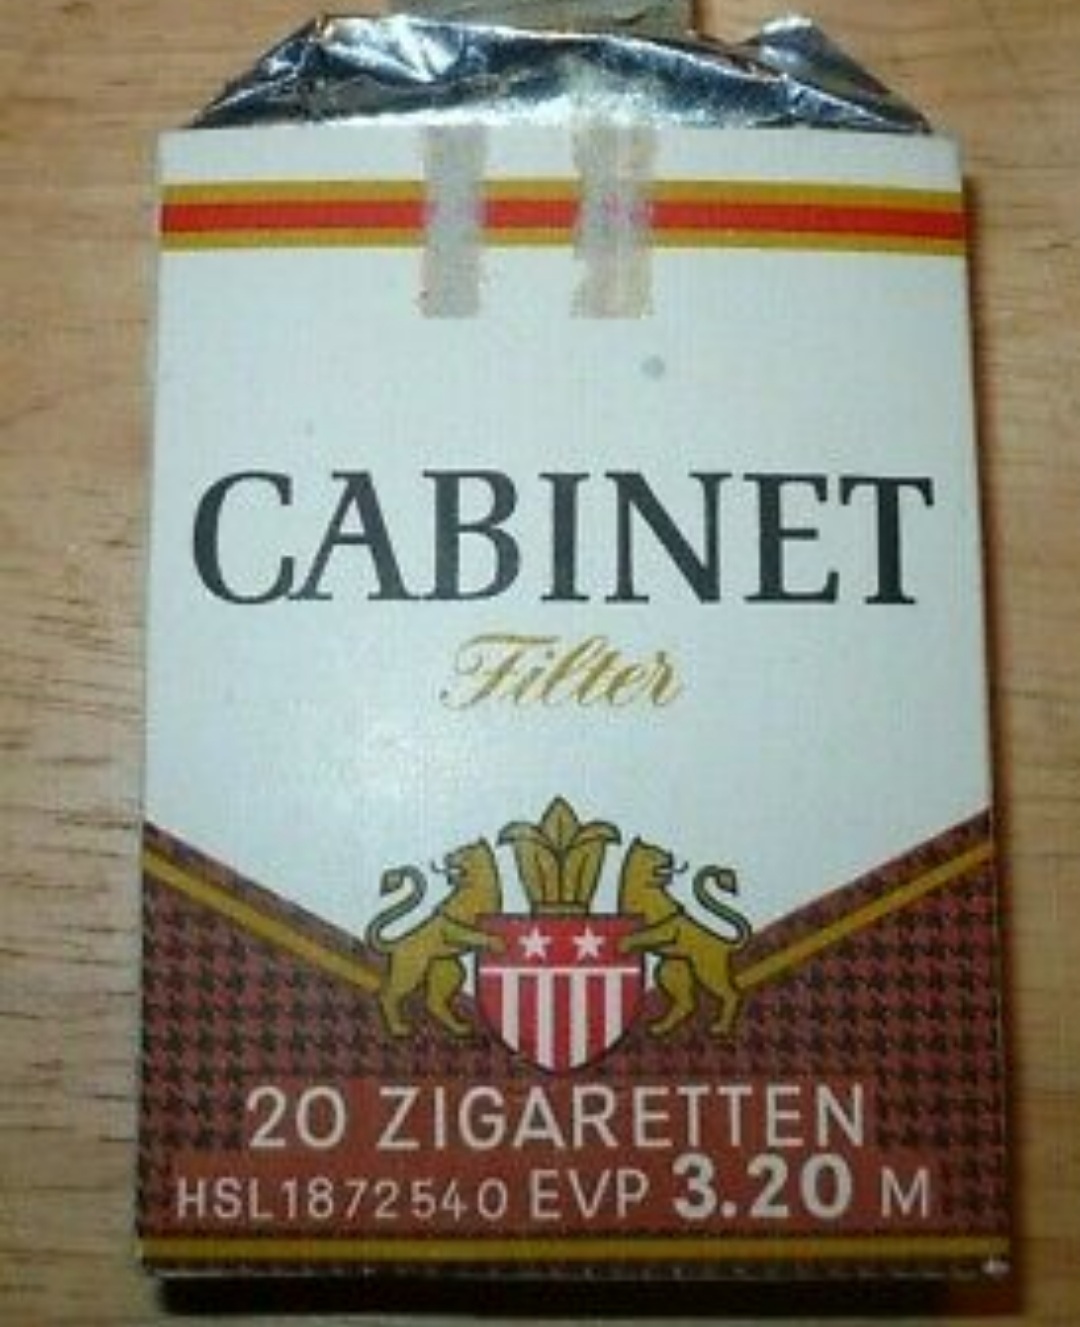 CABINET
Filter
20 ZIGARETTEN
HSL1872540 EVP 3.20 M